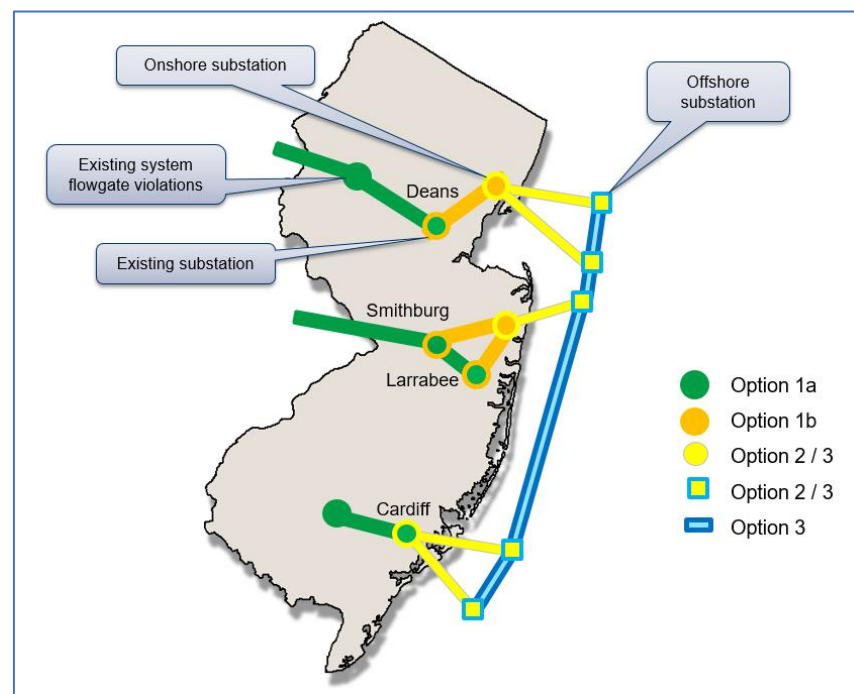 Onshore substation
Offshore
substation
Existing system
flowgate violations
Deans
Existing substation
Smithburg
Larrabee
Option 1a
Option 1b
Option 2 / 3
Option 2 / 3
Option 3
Cardiff